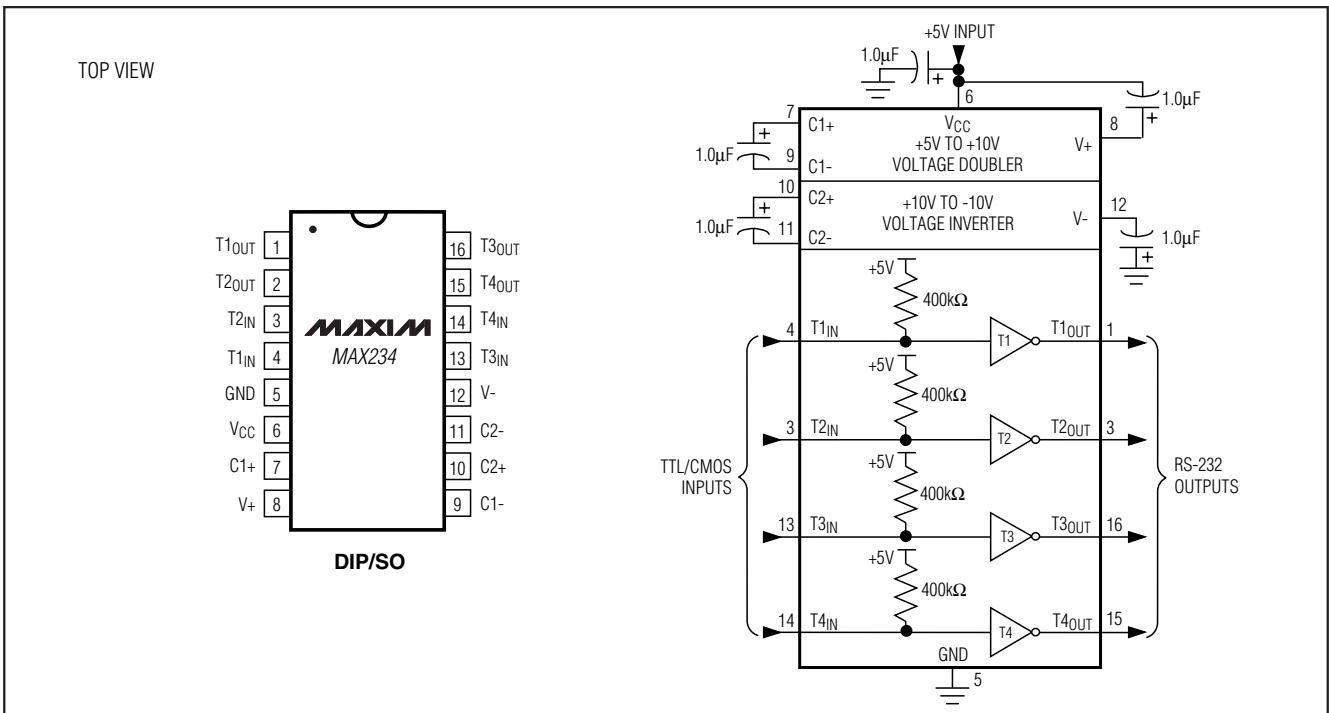 TOP VIEW
T1OUT 1
T2OUT 2
T2IN 3
T1IN 4
GND 5
VCC 6
C1+ 7
V+ 8
MAXIM
MAX234
16 T3OUT
15 T4OUT
14 T4IN
13 T3IN
12 V-
11 C2-
10 C2+
9 C1-
DIP/SO
+5V INPUT
1.0µF
+
6
1.0µF
+
7
C1+
VCC
8
+5V TO +10V
VOLTAGE DOUBLER
V+
1.0µF
+
9
C1-
10
C2+
+10V TO -10V
VOLTAGE INVERTER
12
V-
1.0µF
+
11
C2-
1.0µF
+
+5V
400kΩ
4 T1IN
T1
T1OUT 1
+5V
400kΩ
3 T2IN
T2
T2OUT 3
TTL/CMOS
INPUTS
+5V
400kΩ
RS-232
OUTPUTS
13 T3IN
T3
T3OUT 16
+5V
400kΩ
14 T4IN
T4
T4OUT 15
GND
5